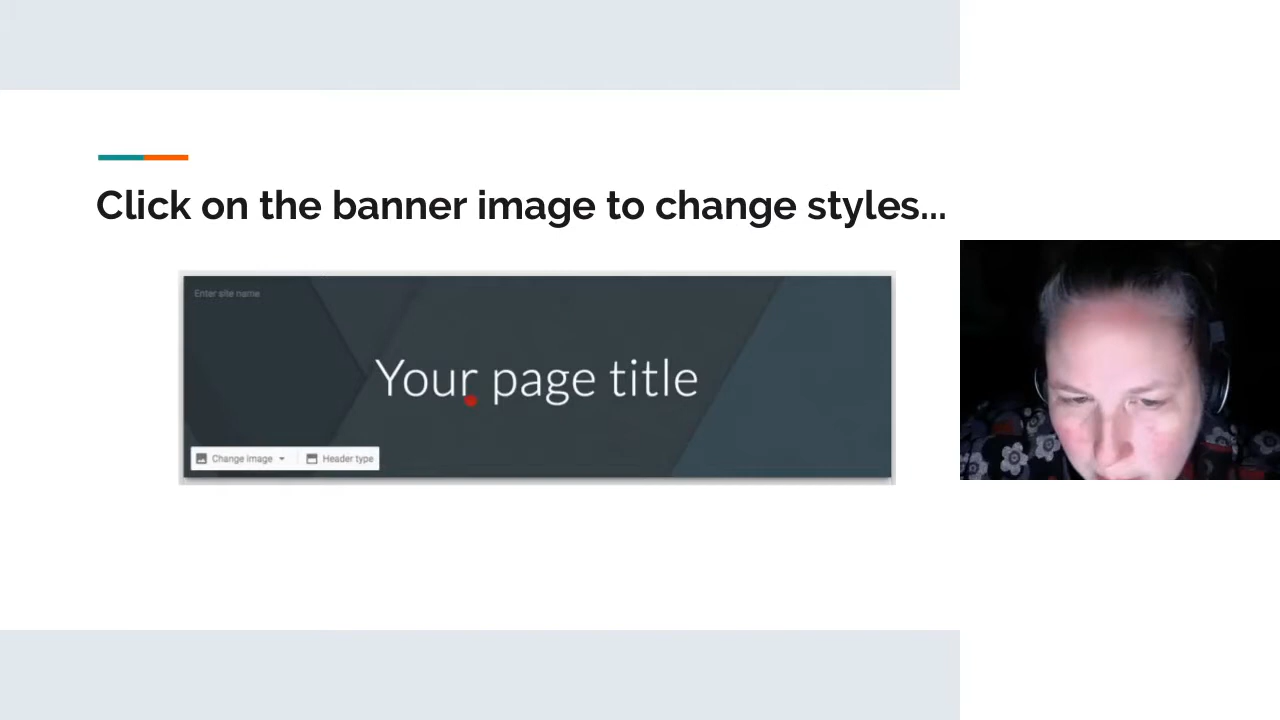 Click on the banner image to change styles...
Enter site name
Your page title
Change image
Header type